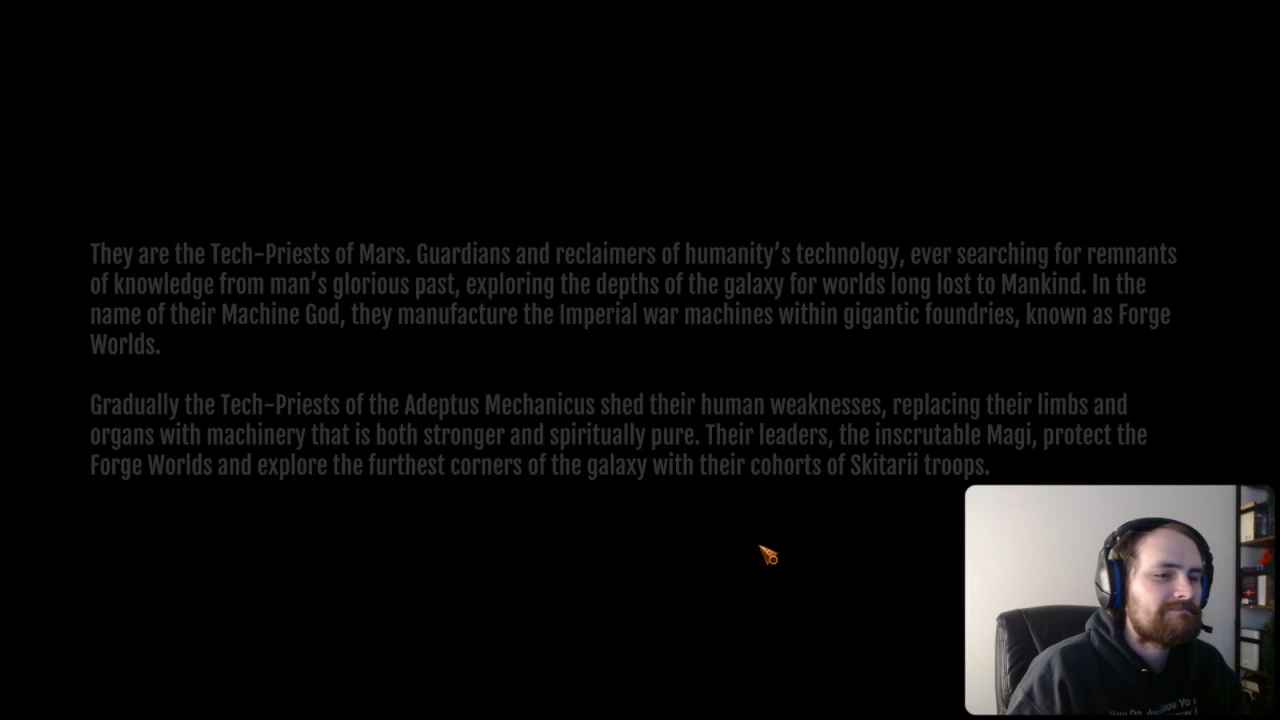 They are the Tech-Priests of Mars. Guardians and reclaimers of humanity’s technology, ever searching for remnants
of knowledge from man’s glorious past, exploring the depths of the galaxy for worlds long lost to Mankind. In the
name of their Machine God, they manufacture the Imperial war machines within gigantic foundries, known as Forge
Worlds.
Gradually the Tech-Priests of the Adeptus Mechanicus shed their human weaknesses, replacing their limbs and
organs with machinery that is both stronger and spiritually pure. Their leaders, the inscrutable Magi, protect the
Forge Worlds and explore the furthest corners of the galaxy with their cohorts of Skitarii troops.
How Do Know Yo